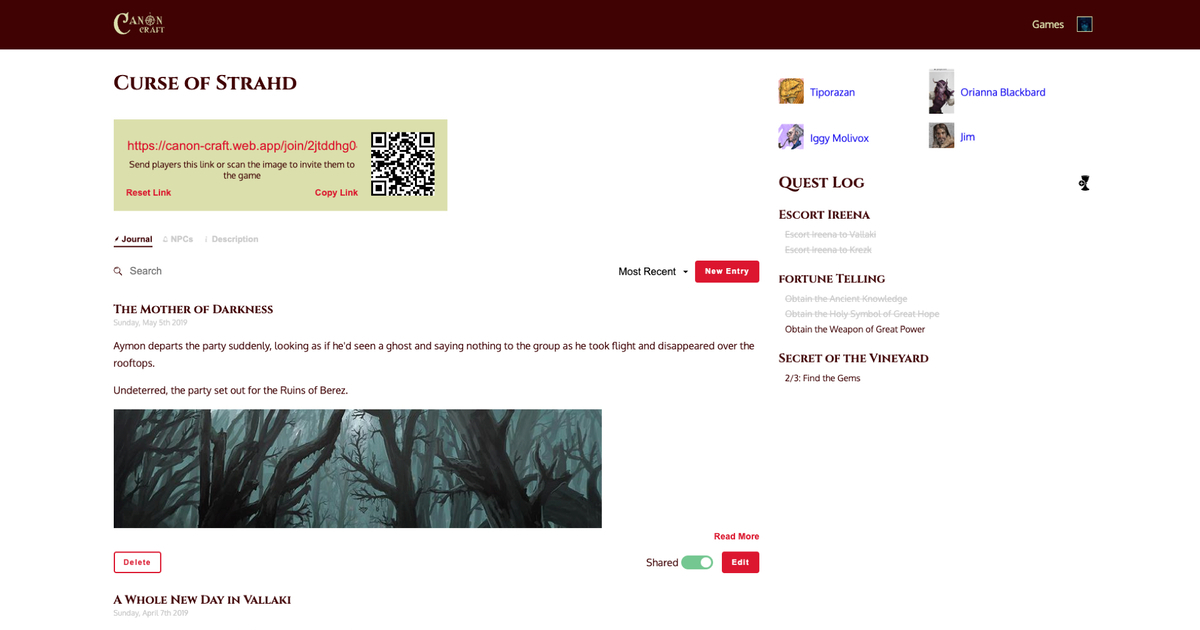 CANON
CRAFT
Games
CURSE OF STRAHD
https://canon-craft.web.app/join/2jtddhg0
Send players this link or scan the image to invite them to
the game
Reset Link
Copy Link
Journal
NPCs
Description
Search
Most Recent
New Entry
THE MOTHER OF DARKNESS
Sunday, May 5th 2019
Aymon departs the party suddenly, looking as if he'd seen a ghost and saying nothing to the group as he took flight and disappeared over the
rooftops.
Undeterred, the party set out for the Ruins of Berez.
Read More
Delete
Shared
Edit
A WHOLE NEW DAY IN VALLAKI
Sunday, April 7th 2019
Tiporazan
Orianna Blackbard
Iggy Molivox
Jim
QUEST LOG
ESCORT IREENA
Escort Ireena to Vallaki
Escort Ireena to Krezk
FORTUNE TELLING
Obtain the Ancient Knowledge
Obtain the Holy Symbol of Great Hope
Obtain the Weapon of Great Power
SECRET OF THE VINEYARD
2/3: Find the Gems